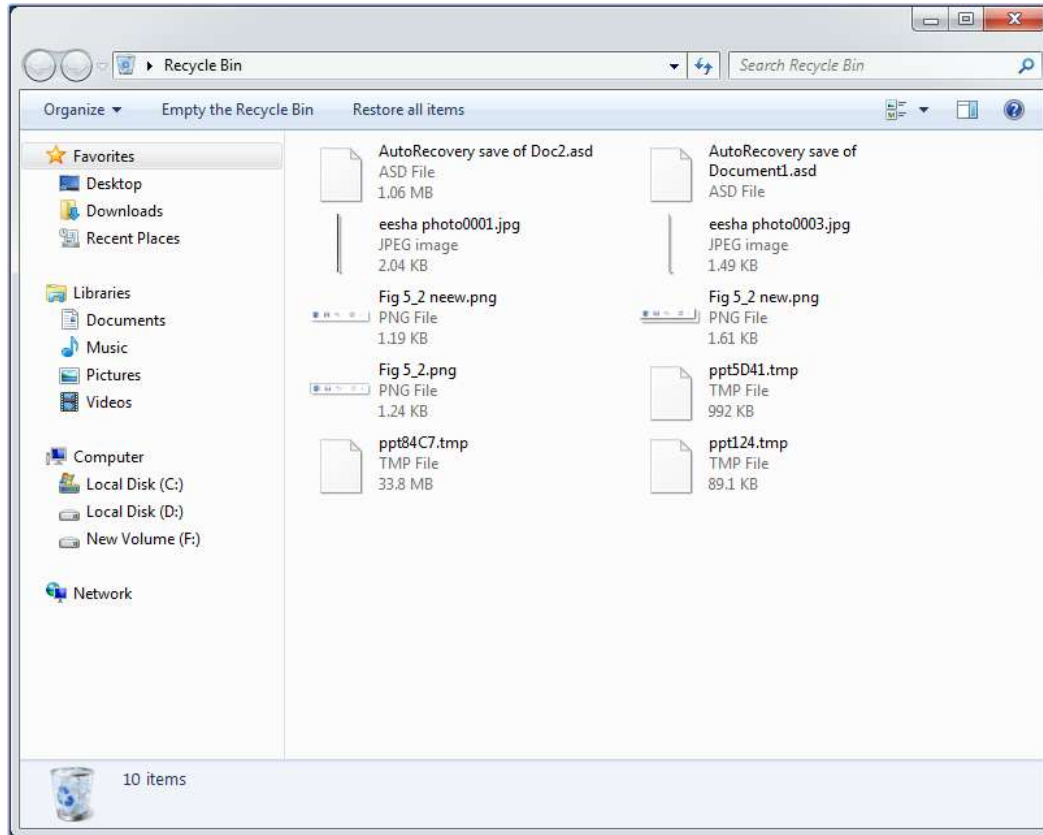 Recycle Bin
Search Recycle Bin
Organize
Empty the Recycle Bin
Restore all items
Favorites
Desktop
Downloads
Recent Places
Libraries
Documents
Music
Pictures
Videos
Computer
Local Disk (C:)
Local Disk (D:)
New Volume (F:)
Network
AutoRecovery save of Doc2.asd
ASD File
1.06 MB
AutoRecovery save of
Document1.asd
ASD File
eesha photo0001.jpg
JPEG image
2.04 KB
eesha photo0003.jpg
JPEG image
1.49 KB
Fig 5_2 neew.png
PNG File
1.19 KB
Fig 5_2 new.png
PNG File
1.61 KB
Fig 5_2.png
PNG File
1.24 KB
ppt5D41.tmp
TMP File
992 KB
ppt84C7.tmp
TMP File
33.8 MB
ppt124.tmp
TMP File
89.1 KB
10 items